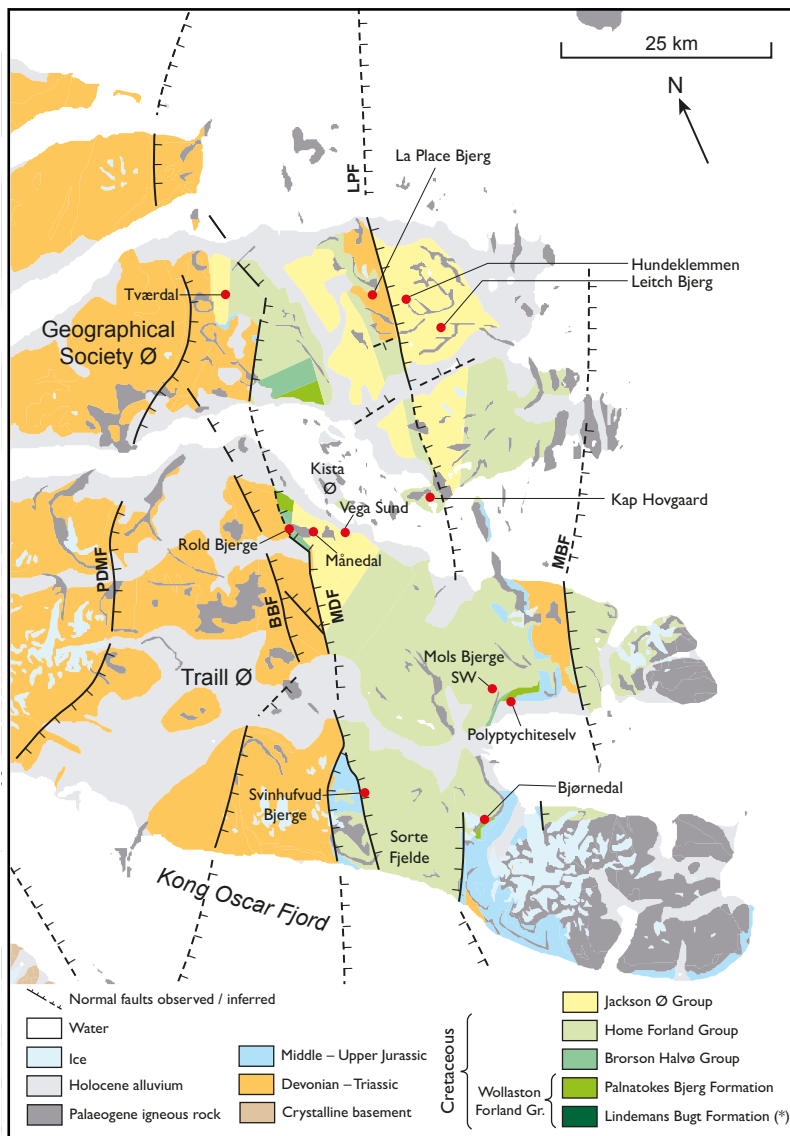 25 km
N
La Place Bjerg
LPF
Hundeklemmen
Leitch Bjerg
Tværdal
Geographical
Society Ø
Kista
Ø
Vega Sund
Kap Hovgaard
Rold Bjerge
Månedal
MBF
PDMF
BBF
MDF
Mols Bjerge
SW
Traill Ø
Polyptychiteselv
Bjørnedal
Svinhufvud
Bjerge
Sorte
Fjelde
Kong Oscar Fjord
Normal faults observed / inferred
Water
Ice
Holocene alluvium
Palaeogene igneous rock
Middle – Upper Jurassic
Devonian – Triassic
Crystalline basement
Cretaceous
Wollaston
Forland Gr.
Jackson Ø Group
Home Forland Group
Brorson Halvø Group
Palnatokes Bjerg Formation
Lindemans Bugt Formation (*)